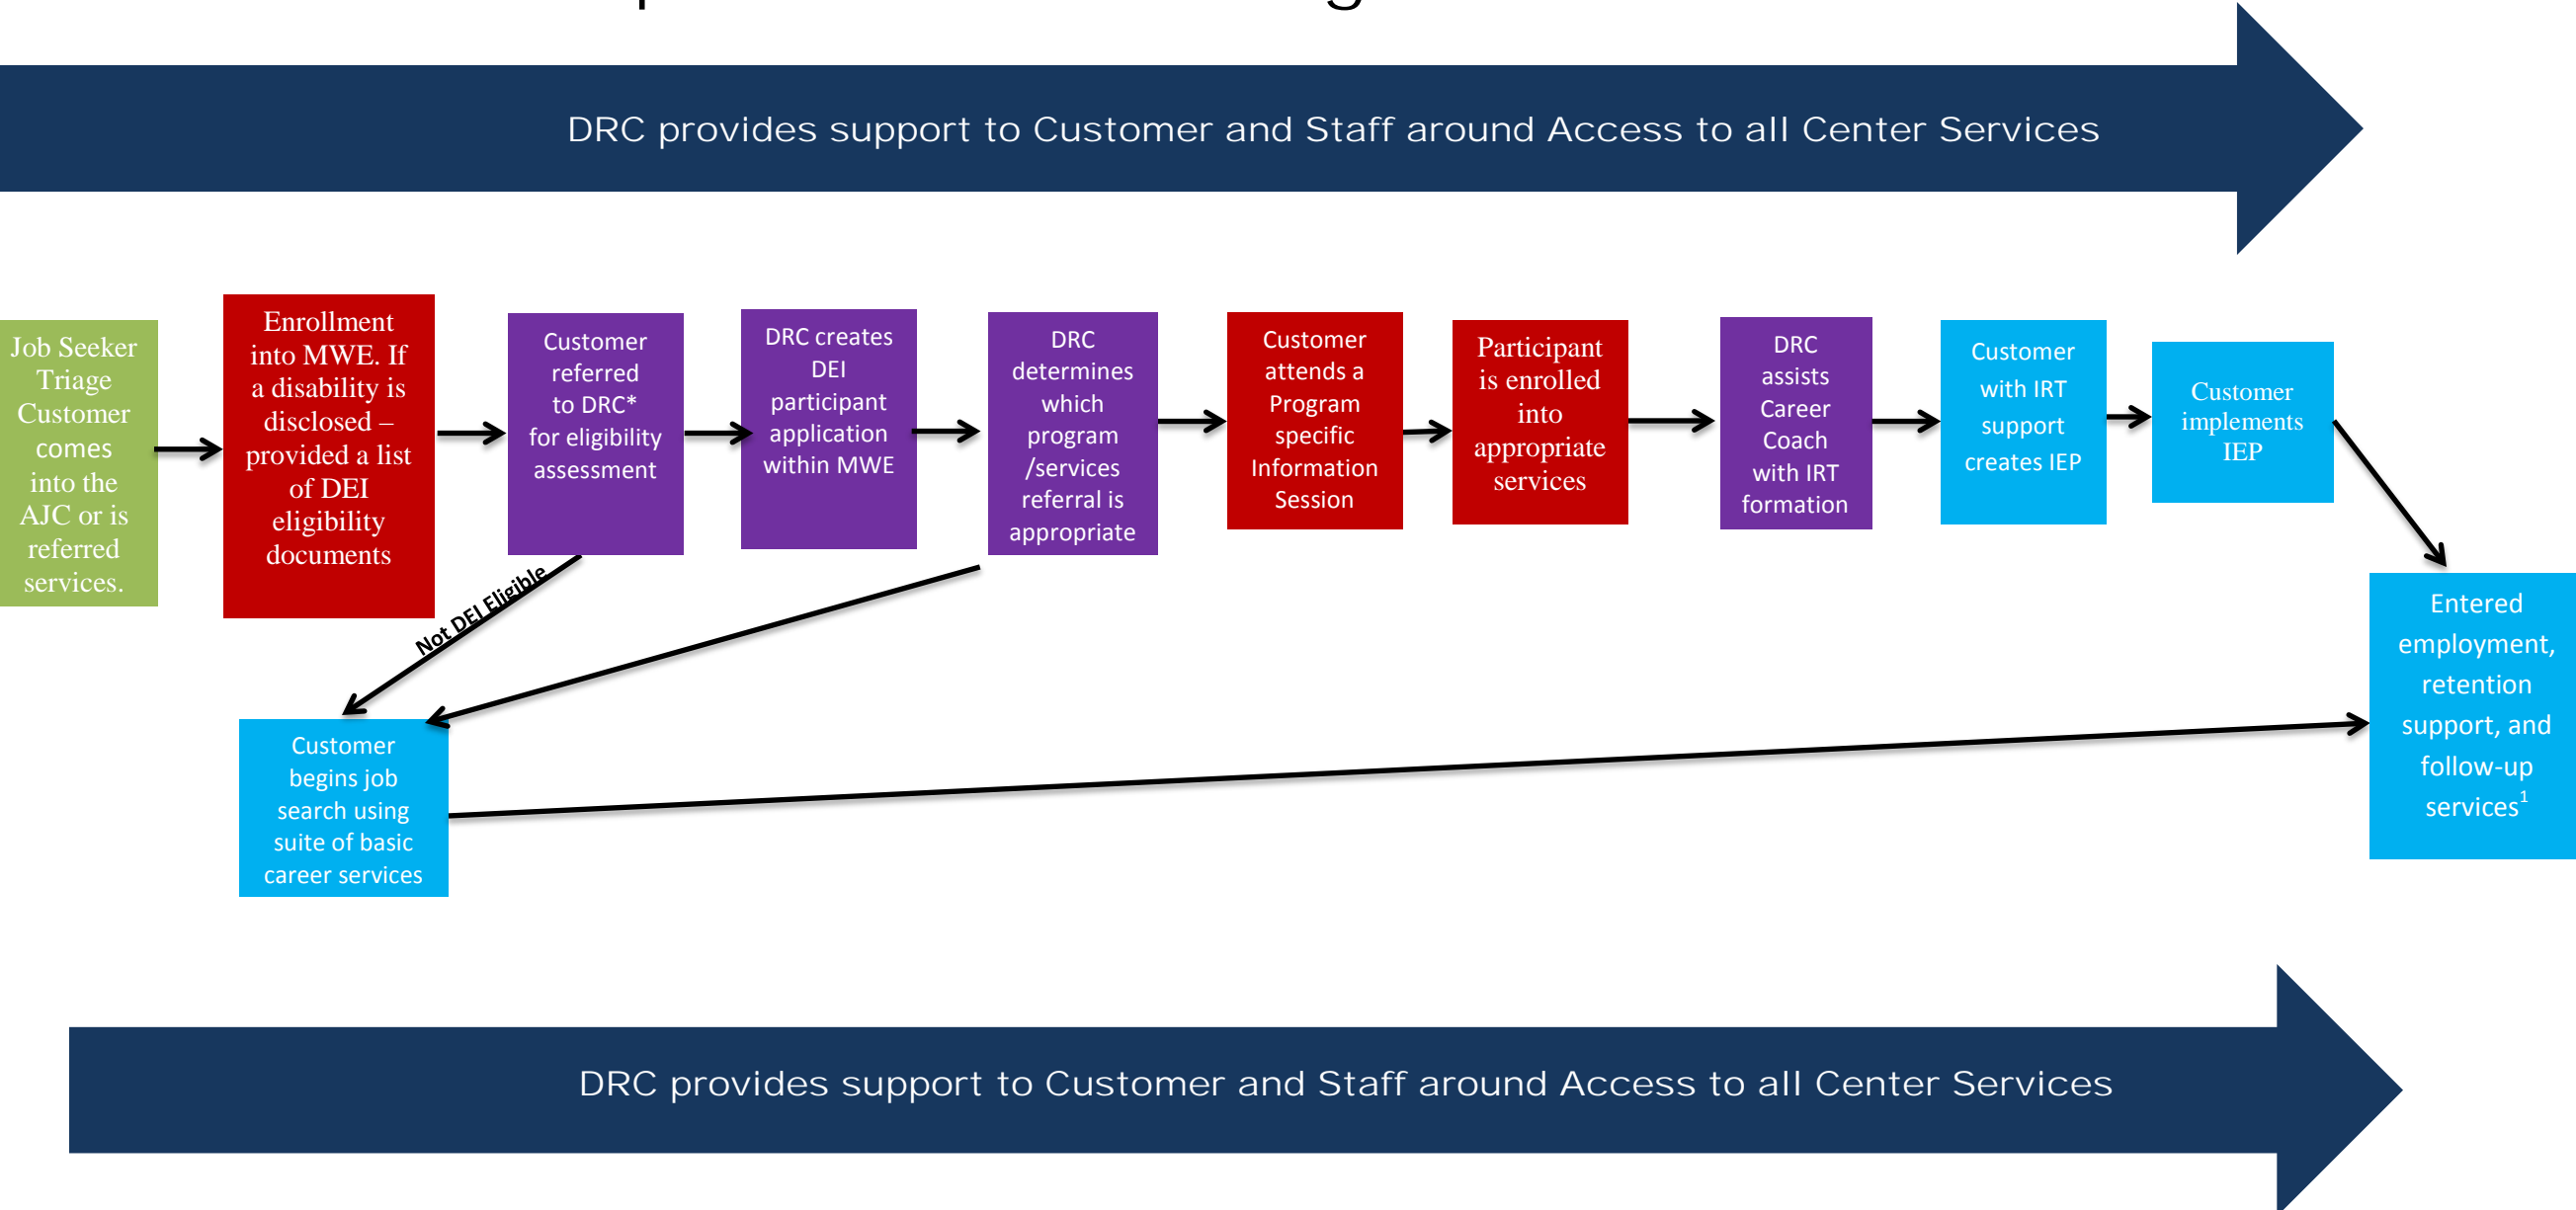 DRC provides support to Customer and Staff around Access to all Center Services
Job Seeker
Triage
Customer
comes
into the
AJC or is
referred
services.
Enrollment
into MWE. If
a disability is
disclosed –
provided a list
of DEI
eligibility
documents
Customer
referred
to DRC*
for eligibility
assessment
DRC creates
DEI
participant
application
within MWE
DRC
determines
which
program
/services
referral is
appropriate
Customer
attends a
Program
specific
Information
Session
Participant
is enrolled
into
appropriate
services
DRC
assists
Career
Coach
with IRT
formation
Customer
with IRT
support
creates IEP
Customer
implements
IEP
Not DEI Eligible
Entered
employment,
retention
support, and
follow-up
services¹
Customer
begins job
search using
suite of basic
career services
DRC provides support to Customer and Staff around Access to all Center Services